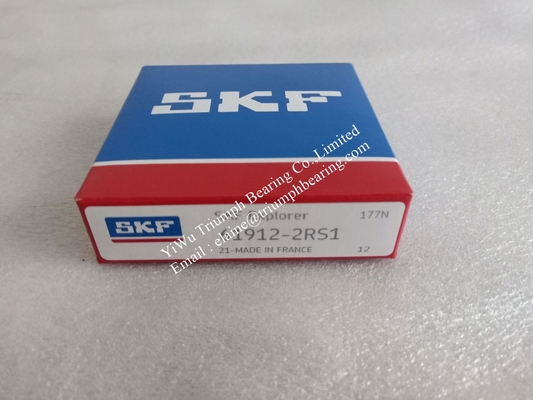 SKF
SKF
SKF Explorer
177N
61912-2RS1
21-MADE IN FRANCE
12
YiWu Triumph Bearing Co.,Limited
Email : elaine@triumphbearing.com